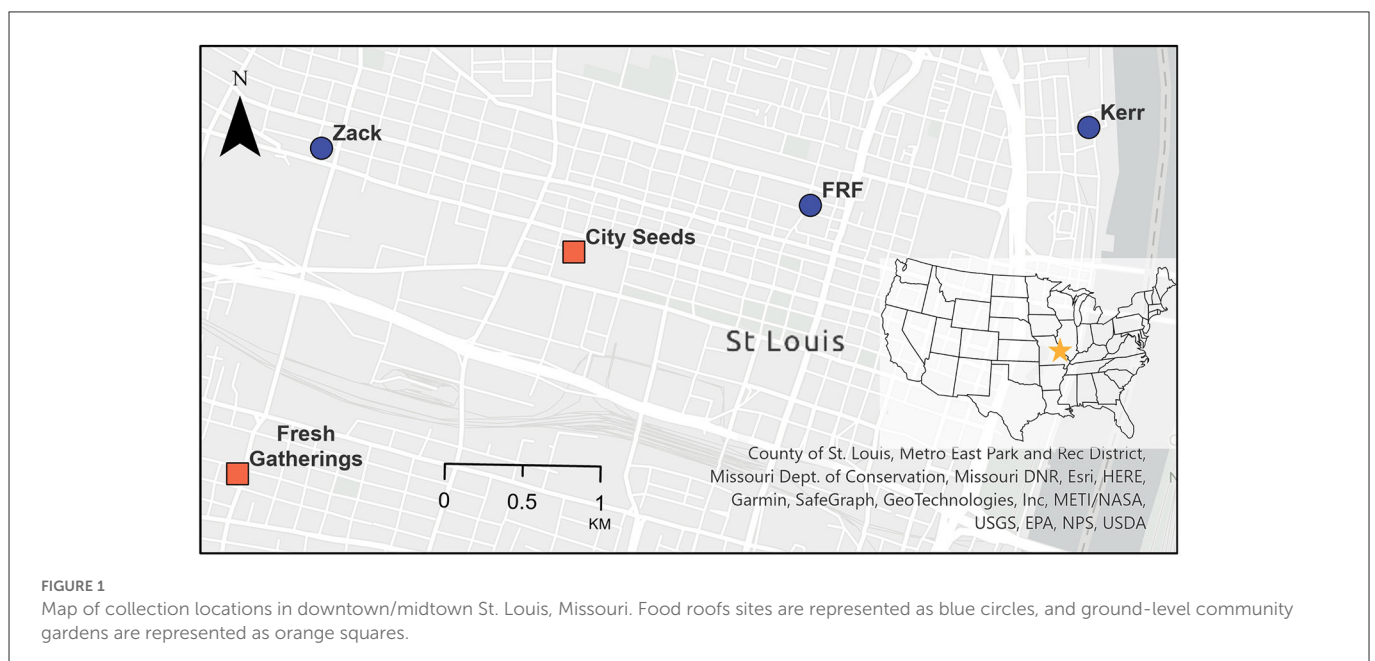 N
Zack
Kerr
FRF
City Seeds
St Louis
Fresh
Gatherings
0
0.5
1
KM
County of St. Louis, Metro East Park and Rec District,
Missouri Dept. of Conservation, Missouri DNR, Esri, HERE,
Garmin, SafeGraph, GeoTechnologies, Inc, METI/NASA,
USGS, EPA, NPS, USDA
FIGURE 1
Map of collection locations in downtown/midtown St. Louis, Missouri. Food roofs sites are represented as blue circles, and ground-level community
gardens are represented as orange squares.